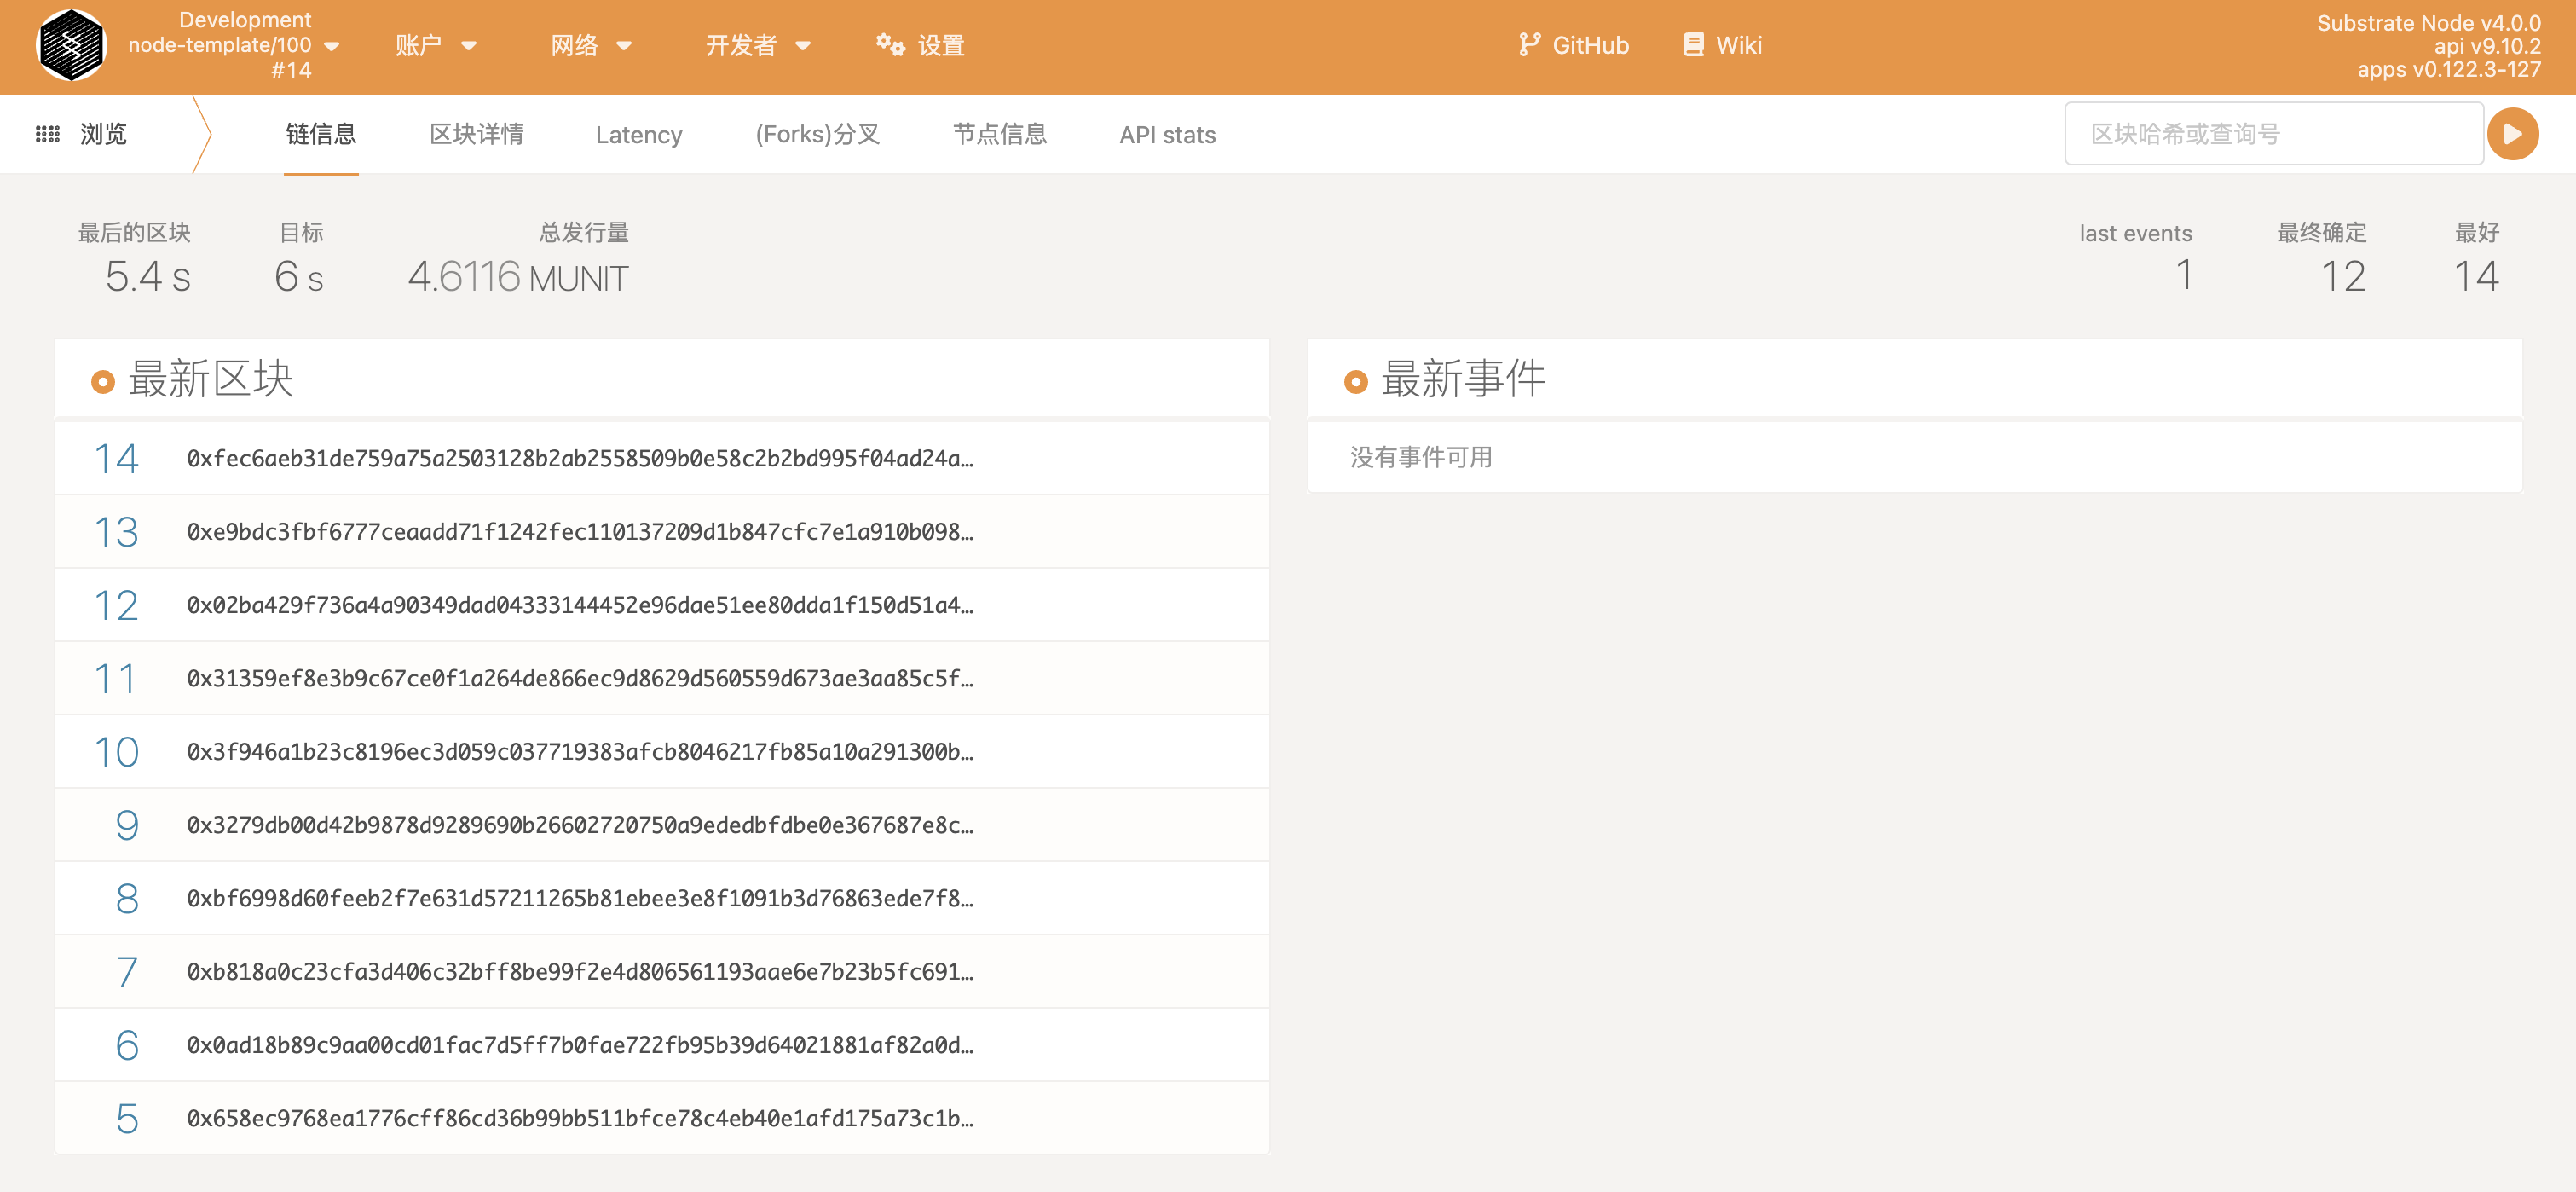 Development
node-template/100
#14
账户
网络
开发者
设置
GitHub
Wiki
Substrate Node v4.0.0
api v9.10.2
apps v0.122.3-127
浏览
链信息
区块详情
Latency
(Forks)分叉
节点信息
API stats
区块哈希或查询号
最后的区块
5.4 s
目标
6 s
总发行量
4.6116 MUNIT
last events
1
最终确定
12
最好
14
最新区块
14 0xfec6aeb31de759a75a2503128b2ab2558509b0e58c2b2bd995f04ad24a…
13 0xe9bdc3fbf6777ceaadd71f1242fec110137209d1b847cfc7e1a910b098…
12 0x02ba429f736a4a90349dad04333144452e96dae51ee80dda1f150d51a4…
11 0x31359ef8e3b9c67ce0f1a264de866ec9d8629d560559d673ae3aa85c5f…
10 0x3f946a1b23c8196ec3d059c037719383afcb8046217fb85a10a291300b…
9 0x3279db00d42b9878d9289690b26602720750a9ededbfdbe0e367687e8c…
8 0xbf6998d60feeb2f7e631d57211265b81ebee3e8f1091b3d76863ede7f8…
7 0xb818a0c23cfa3d406c32bff8be99f2e4d806561193aae6e7b23b5fc691…
6 0x0ad18b89c9aa00cd01fac7d5ff7b0fae722fb95b39d64021881af82a0d…
5 0x658ec9768ea1776cff86cd36b99bb511bfce78c4eb40e1afd175a73c1b…
最新事件
没有事件可用